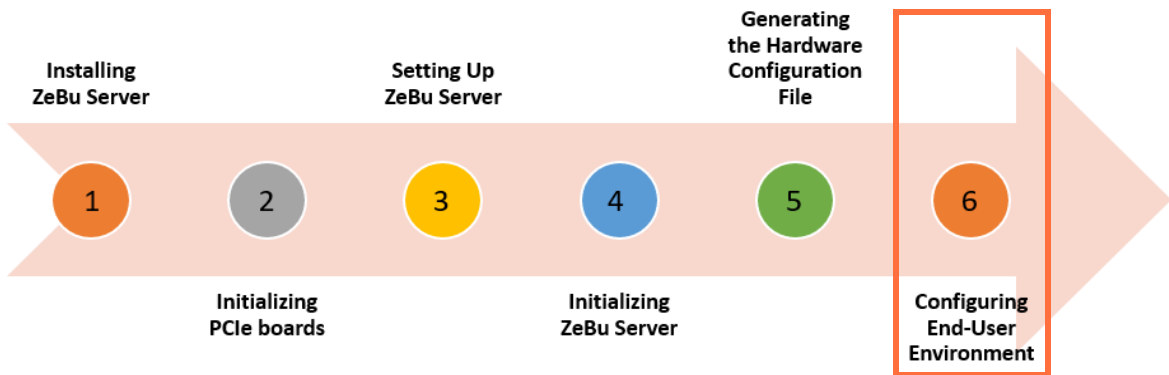 Installing
ZeBu Server
1
Initializing
PCIe boards
2
Setting Up
ZeBu Server
3
Initializing
ZeBu Server
4
Generating
the Hardware
Configuration
File
5
Configuring
End-User
Environment
6